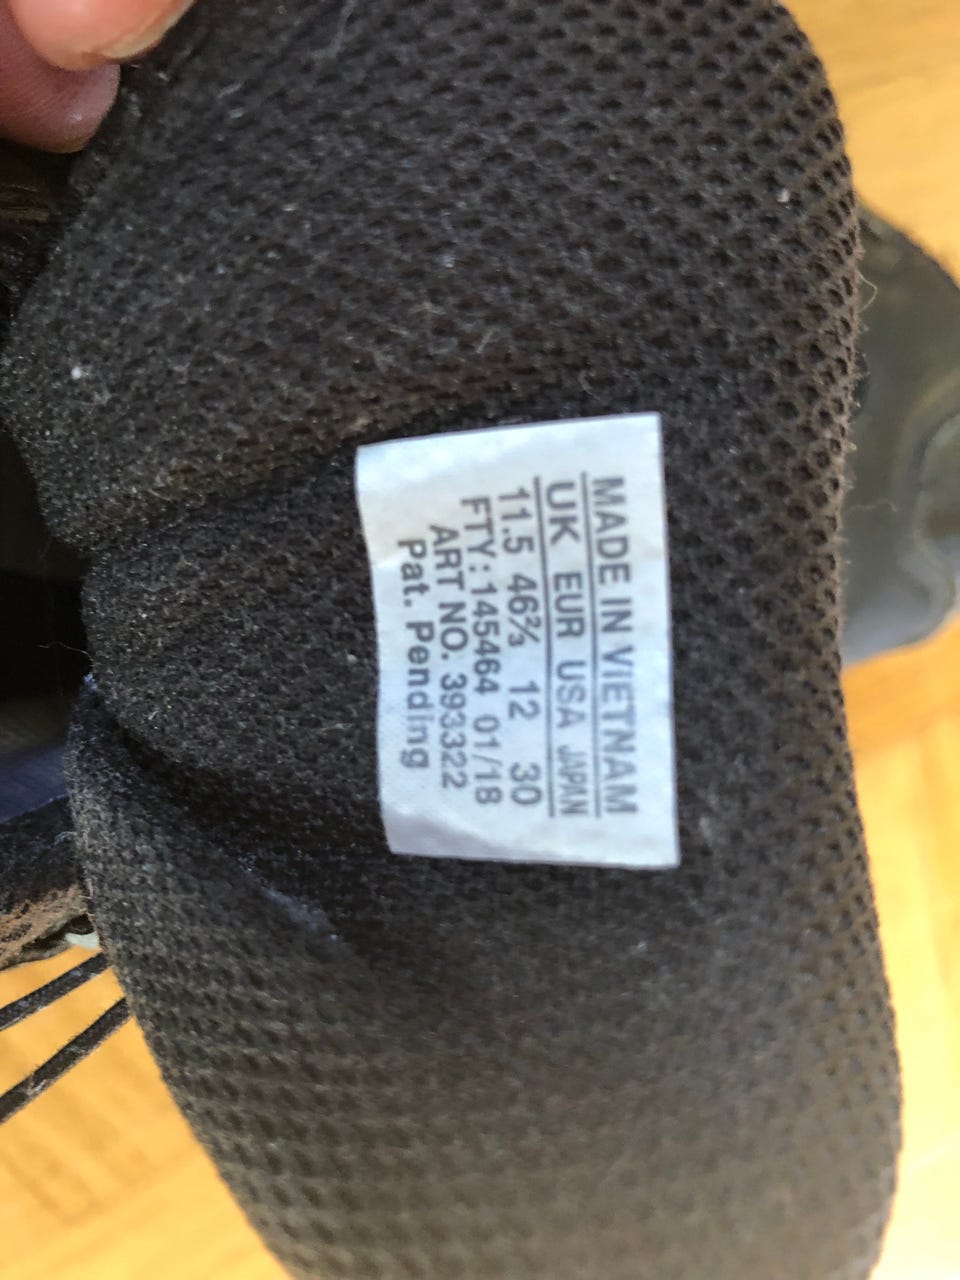 MADE IN VIETNAM
UK EUR USA JAPAN
11.5 46⅔ 12 30
FTY: 145464 01/18
ART NO. 393322
Pat. Pending